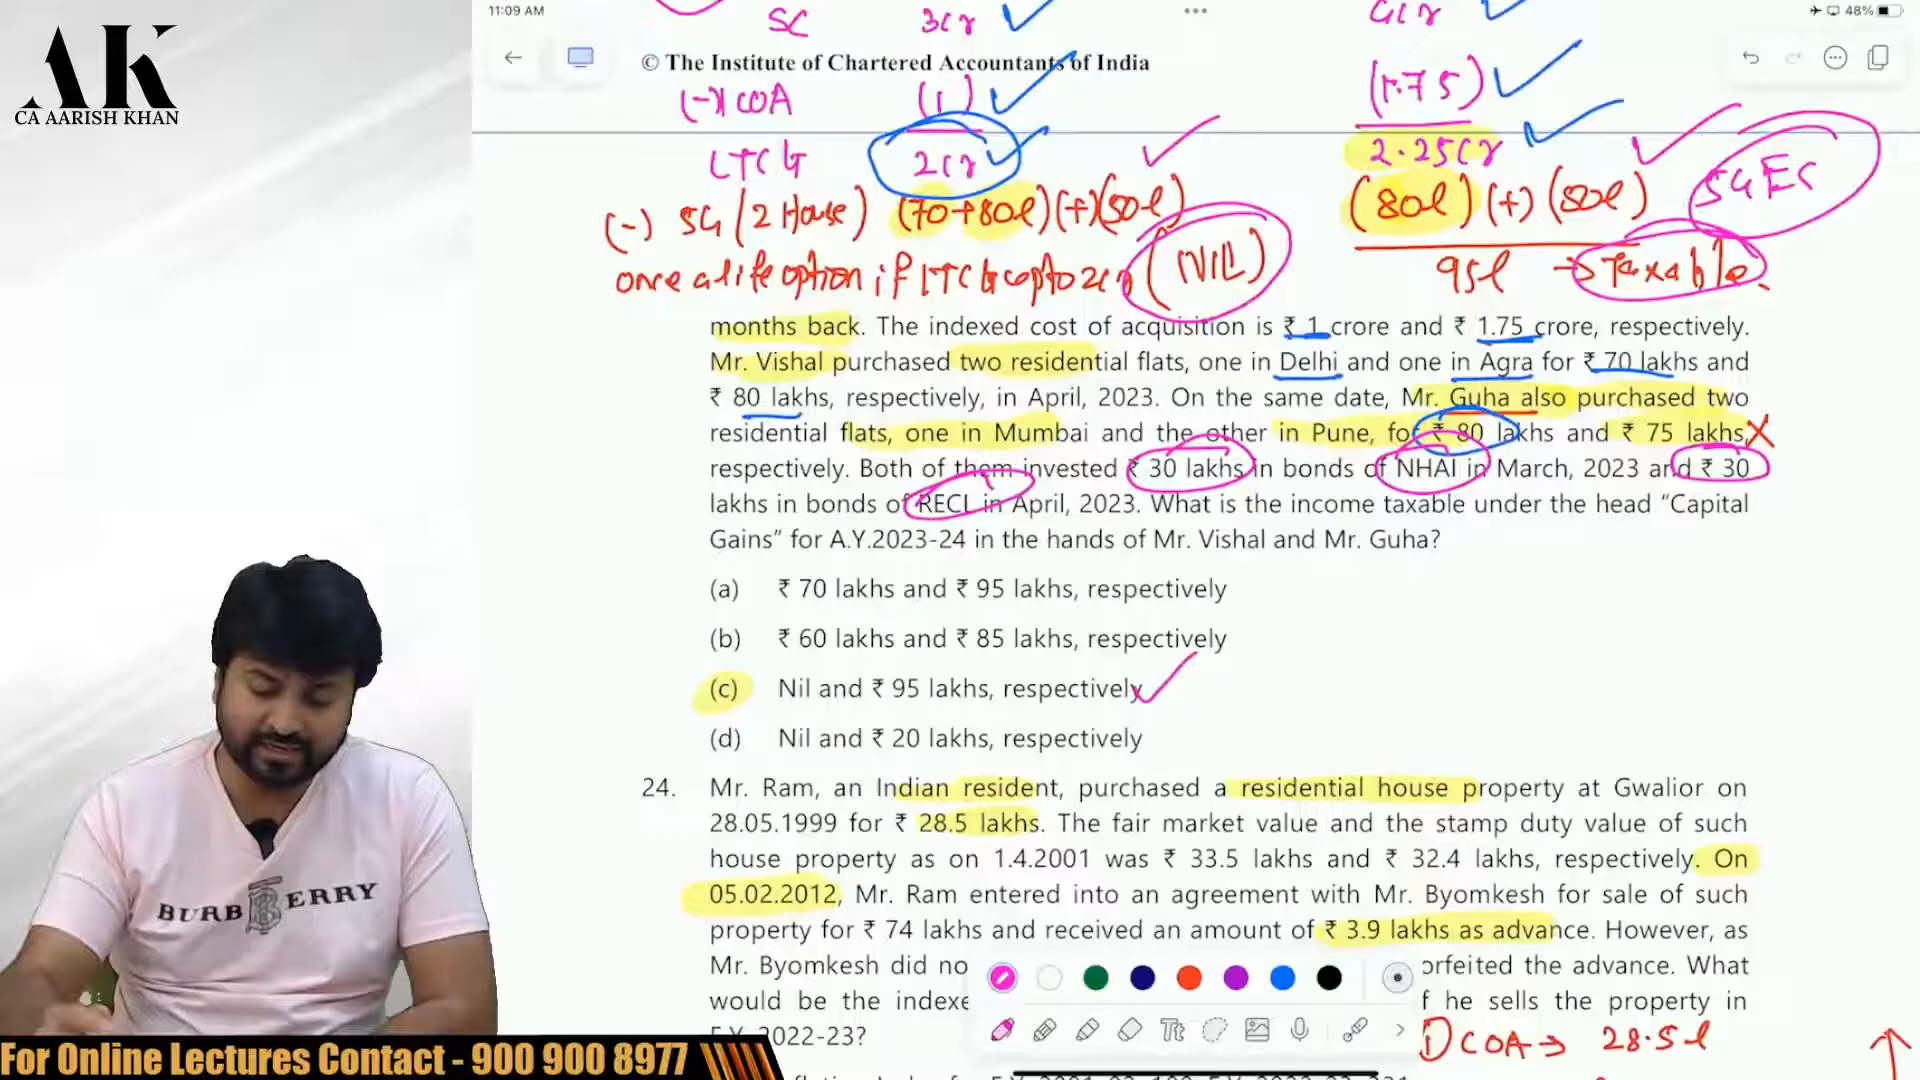 11:09 AM
48%
AK
CA AARISH KHAN
SC 3cr 4cr
© The Institute of Chartered Accountants of India
(-) COA (1) (1.75)
LTCG 2cr 2.25cr
(-) 54 (2 House) (70+80l)(+)(50l) (80l)(+)(50l) 54EC
once a life option if LTCG upto 2cr (NIL) 95l → Taxable
months back. The indexed cost of acquisition is ₹ 1 crore and ₹ 1.75 crore, respectively.
Mr. Vishal purchased two residential flats, one in Delhi and one in Agra for ₹ 70 lakhs and
₹ 80 lakhs, respectively, in April, 2023. On the same date, Mr. Guha also purchased two
residential flats, one in Mumbai and the other in Pune, for ₹ 80 lakhs and ₹ 75 lakhs,
respectively. Both of them invested ₹ 30 lakhs in bonds of NHAI in March, 2023 and ₹ 30
lakhs in bonds of RECL in April, 2023. What is the income taxable under the head “Capital
Gains” for A.Y.2023-24 in the hands of Mr. Vishal and Mr. Guha?
(a) ₹ 70 lakhs and ₹ 95 lakhs, respectively
(b) ₹ 60 lakhs and ₹ 85 lakhs, respectively
(c) Nil and ₹ 95 lakhs, respectively
(d) Nil and ₹ 20 lakhs, respectively
24. Mr. Ram, an Indian resident, purchased a residential house property at Gwalior on
28.05.1999 for ₹ 28.5 lakhs. The fair market value and the stamp duty value of such
house property as on 1.4.2001 was ₹ 33.5 lakhs and ₹ 32.4 lakhs, respectively. On
05.02.2012, Mr. Ram entered into an agreement with Mr. Byomkesh for sale of such
property for ₹ 74 lakhs and received an amount of ₹ 3.9 lakhs as advance. However, as
Mr. Byomkesh did no orfeited the advance. What
would be the indexe f he sells the property in
F.Y. 2022-23?
Tt
1) COA → 28.5l
BURBERRY
For Online Lectures Contact - 900 900 8977